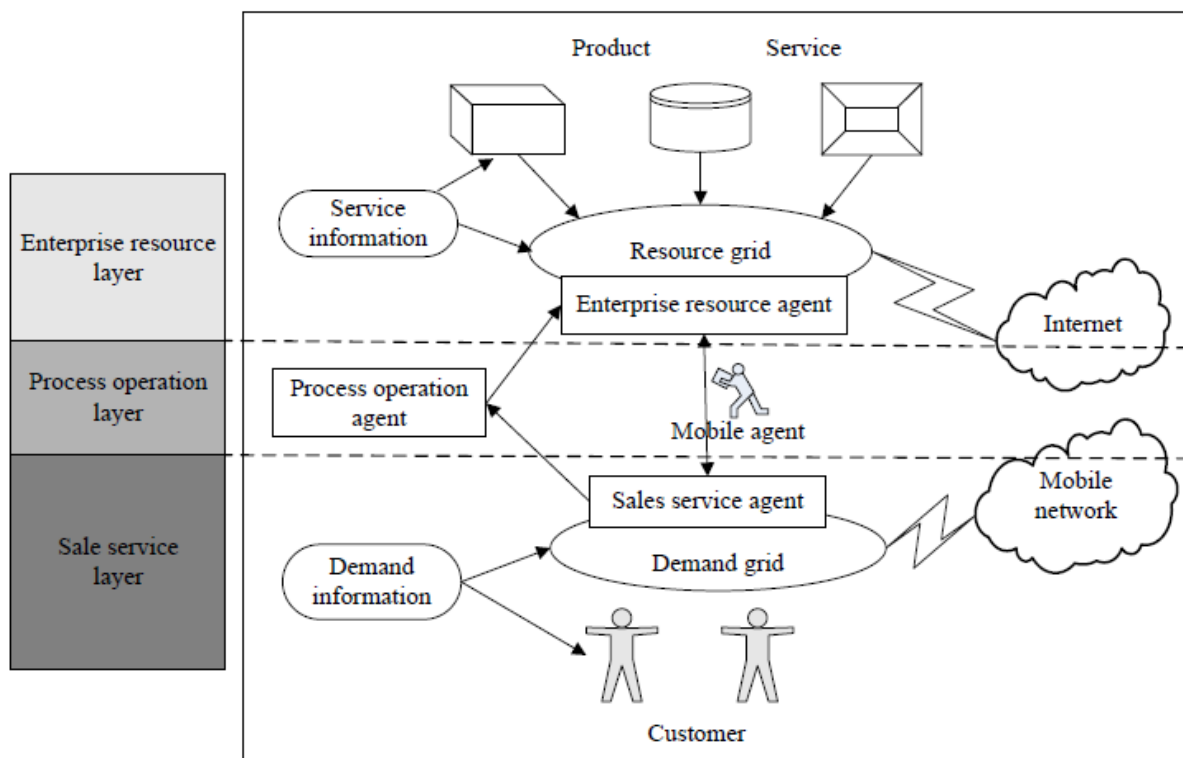 Product
Service
Service
information
Enterprise resource
layer
Resource grid
Enterprise resource agent
Internet
Process operation
layer
Process operation
agent
Mobile agent
Sales service agent
Mobile
network
Sale service
layer
Demand
information
Demand grid
Customer